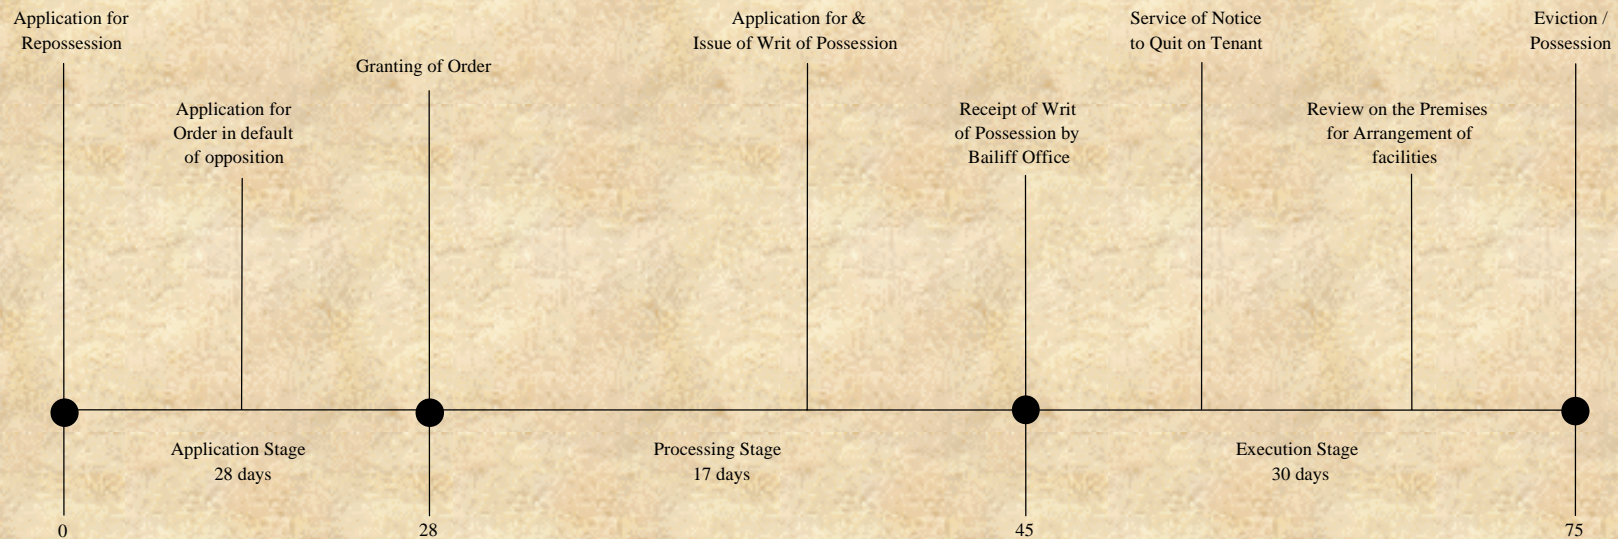 Application for
Repossession
Application for
Order in default
of opposition
Granting of Order
Application for &
Issue of Writ of Possession
Receipt of Writ
of Possession by
Bailiff Office
Service of Notice
to Quit on Tenant
Review on the Premises
for Arrangement of
facilities
Eviction /
Possession
Application Stage
28 days
Processing Stage
17 days
Execution Stage
30 days
0
28
45
75